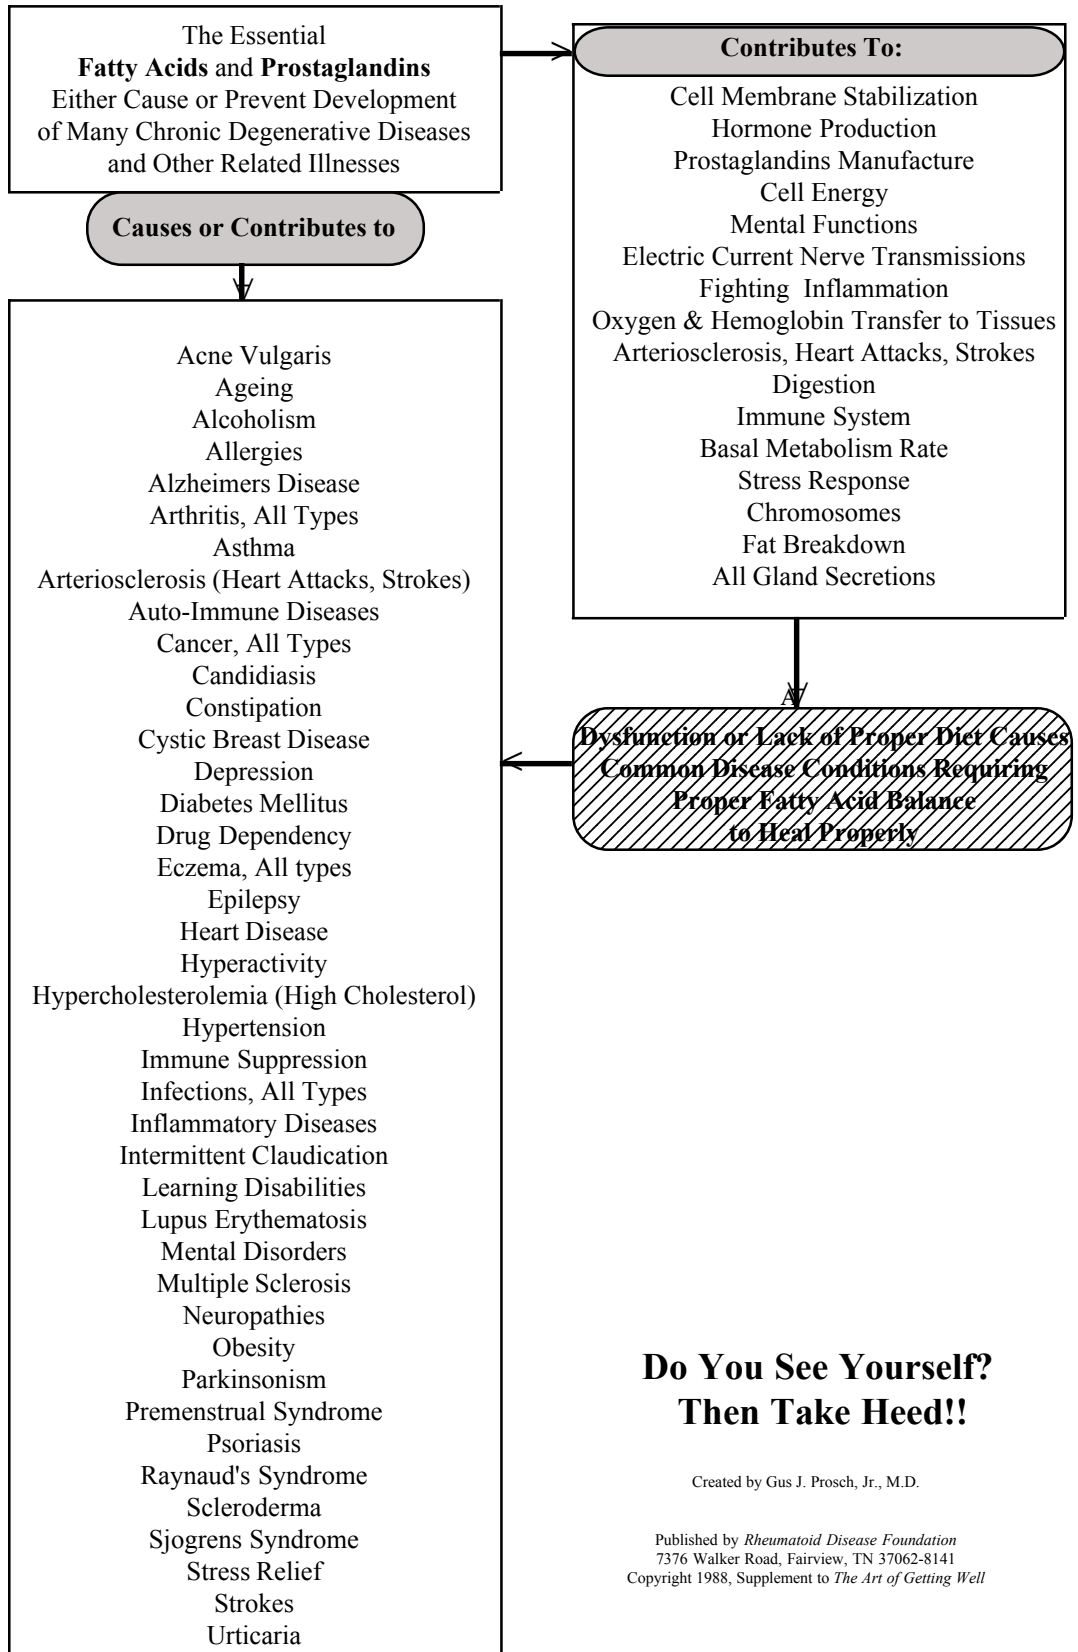 The Essential
Fatty Acids and Prostaglandins
Either Cause or Prevent Development
of Many Chronic Degenerative Diseases
and Other Related Illnesses
Contributes To:
Cell Membrane Stabilization
Hormone Production
Prostaglandins Manufacture
Cell Energy
Mental Functions
Electric Current Nerve Transmissions
Fighting Inflammation
Oxygen & Hemoglobin Transfer to Tissues
Arteriosclerosis, Heart Attacks, Strokes
Digestion
Immune System
Basal Metabolism Rate
Stress Response
Chromosomes
Fat Breakdown
All Gland Secretions
A
Dysfunction or Lack of Proper Diet Causes
Common Disease Conditions Requiring
Proper Fatty Acid Balance
to Heal Properly
Causes or Contributes to
Acne Vulgaris
Ageing
Alcoholism
Allergies
Alzheimers Disease
Arthritis, All Types
Asthma
Arteriosclerosis (Heart Attacks, Strokes)
Auto-Immune Diseases
Cancer, All Types
Candidiasis
Constipation
Cystic Breast Disease
Depression
Diabetes Mellitus
Drug Dependency
Eczema, All types
Epilepsy
Heart Disease
Hyperactivity
Hypercholesterolemia (High Cholesterol)
Hypertension
Immune Suppression
Infections, All Types
Inflammatory Diseases
Intermittent Claudication
Learning Disabilities
Lupus Erythematosis
Mental Disorders
Multiple Sclerosis
Neuropathies
Obesity
Parkinsonism
Premenstrual Syndrome
Psoriasis
Raynaud's Syndrome
Scleroderma
Sjogrens Syndrome
Stress Relief
Strokes
Urticaria
Do You See Yourself?
Then Take Heed!!
Created by Gus J. Prosch, Jr., M.D.
Published by Rheumatoid Disease Foundation
7376 Walker Road, Fairview, TN 37062-8141
Copyright 1988, Supplement to The Art of Getting Well